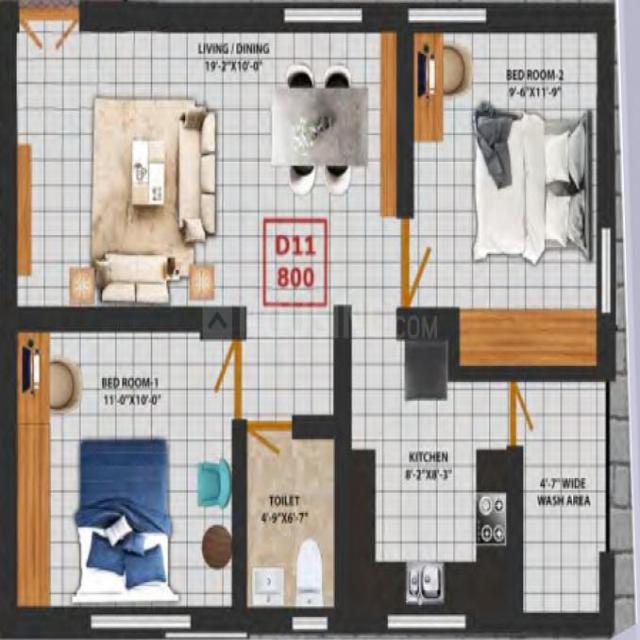 LIVING / DINING
19'-2"X10'-0"
BED ROOM-2
9'-6"X11'-9"
D11
800
.COM
BED ROOM-1
11'-0"X10'-0"
KITCHEN
8'-2"X8'-3"
TOILET
4'-9"X6'-7"
4'-7" WIDE
WASH AREA